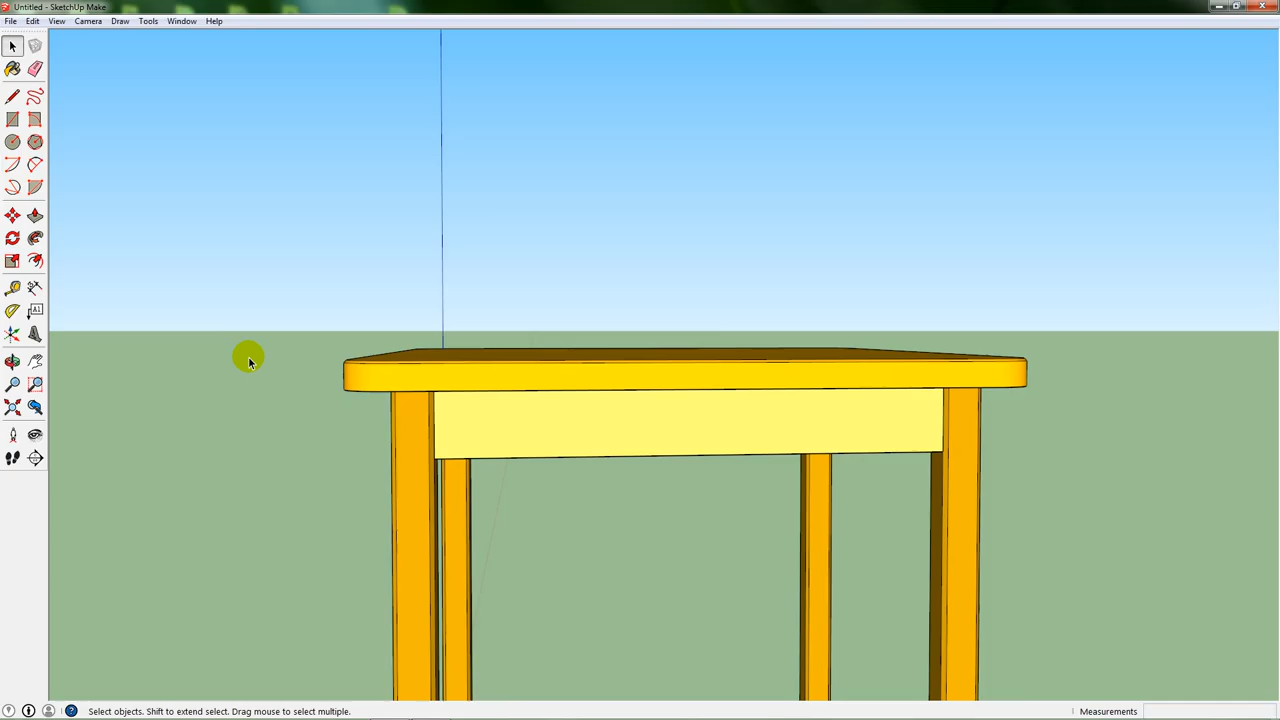 Untitled - SketchUp Make
File Edit View Camera Draw Tools Window Help
A1
Select objects. Shift to extend select. Drag mouse to select multiple.
Measurements